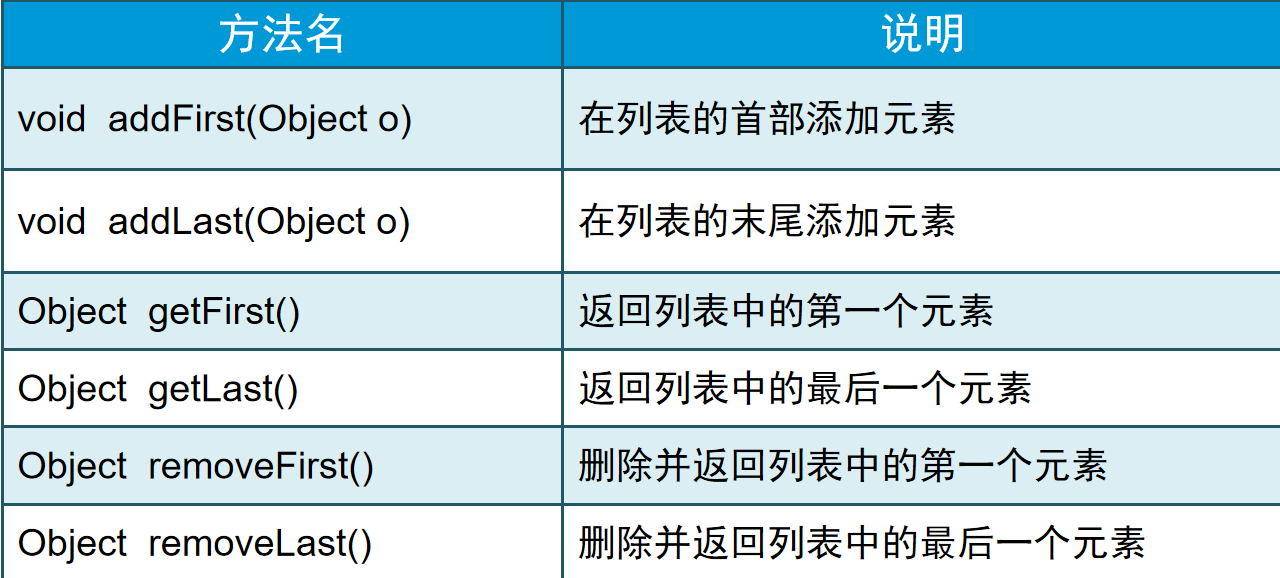 方法名 说明
void addFirst(Object o) 在列表的首部添加元素
void addLast(Object o) 在列表的末尾添加元素
Object getFirst() 返回列表中的第一个元素
Object getLast() 返回列表中的最后一个元素
Object removeFirst() 删除并返回列表中的第一个元素
Object removeLast() 删除并返回列表中的最后一个元素